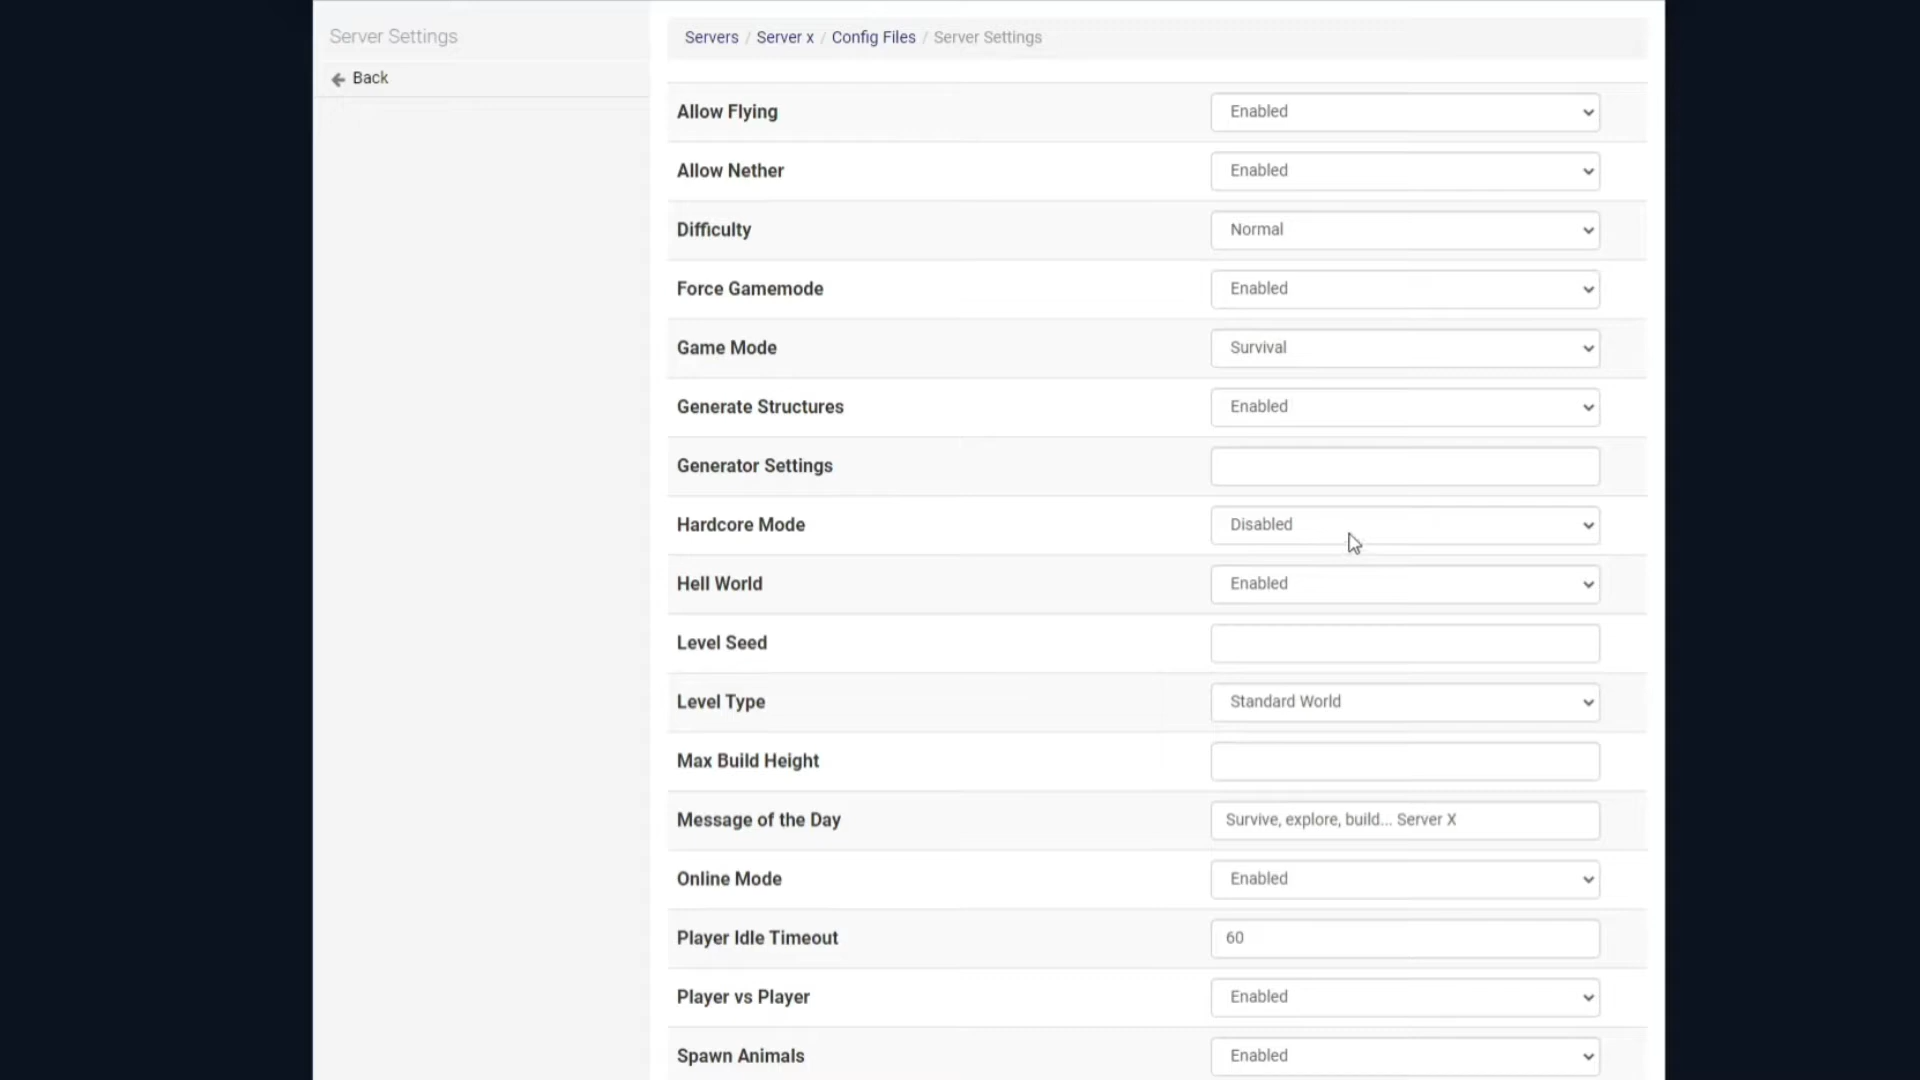 Server Settings
Back
Servers / Server x / Config Files / Server Settings
Allow Flying Enabled
Allow Nether Enabled
Difficulty Normal
Force Gamemode Enabled
Game Mode Survival
Generate Structures Enabled
Generator Settings
Hardcore Mode Disabled
Hell World Enabled
Level Seed
Level Type Standard World
Max Build Height
Message of the Day Survive, explore, build... Server X
Online Mode Enabled
Player Idle Timeout 60
Player vs Player Enabled
Spawn Animals Enabled